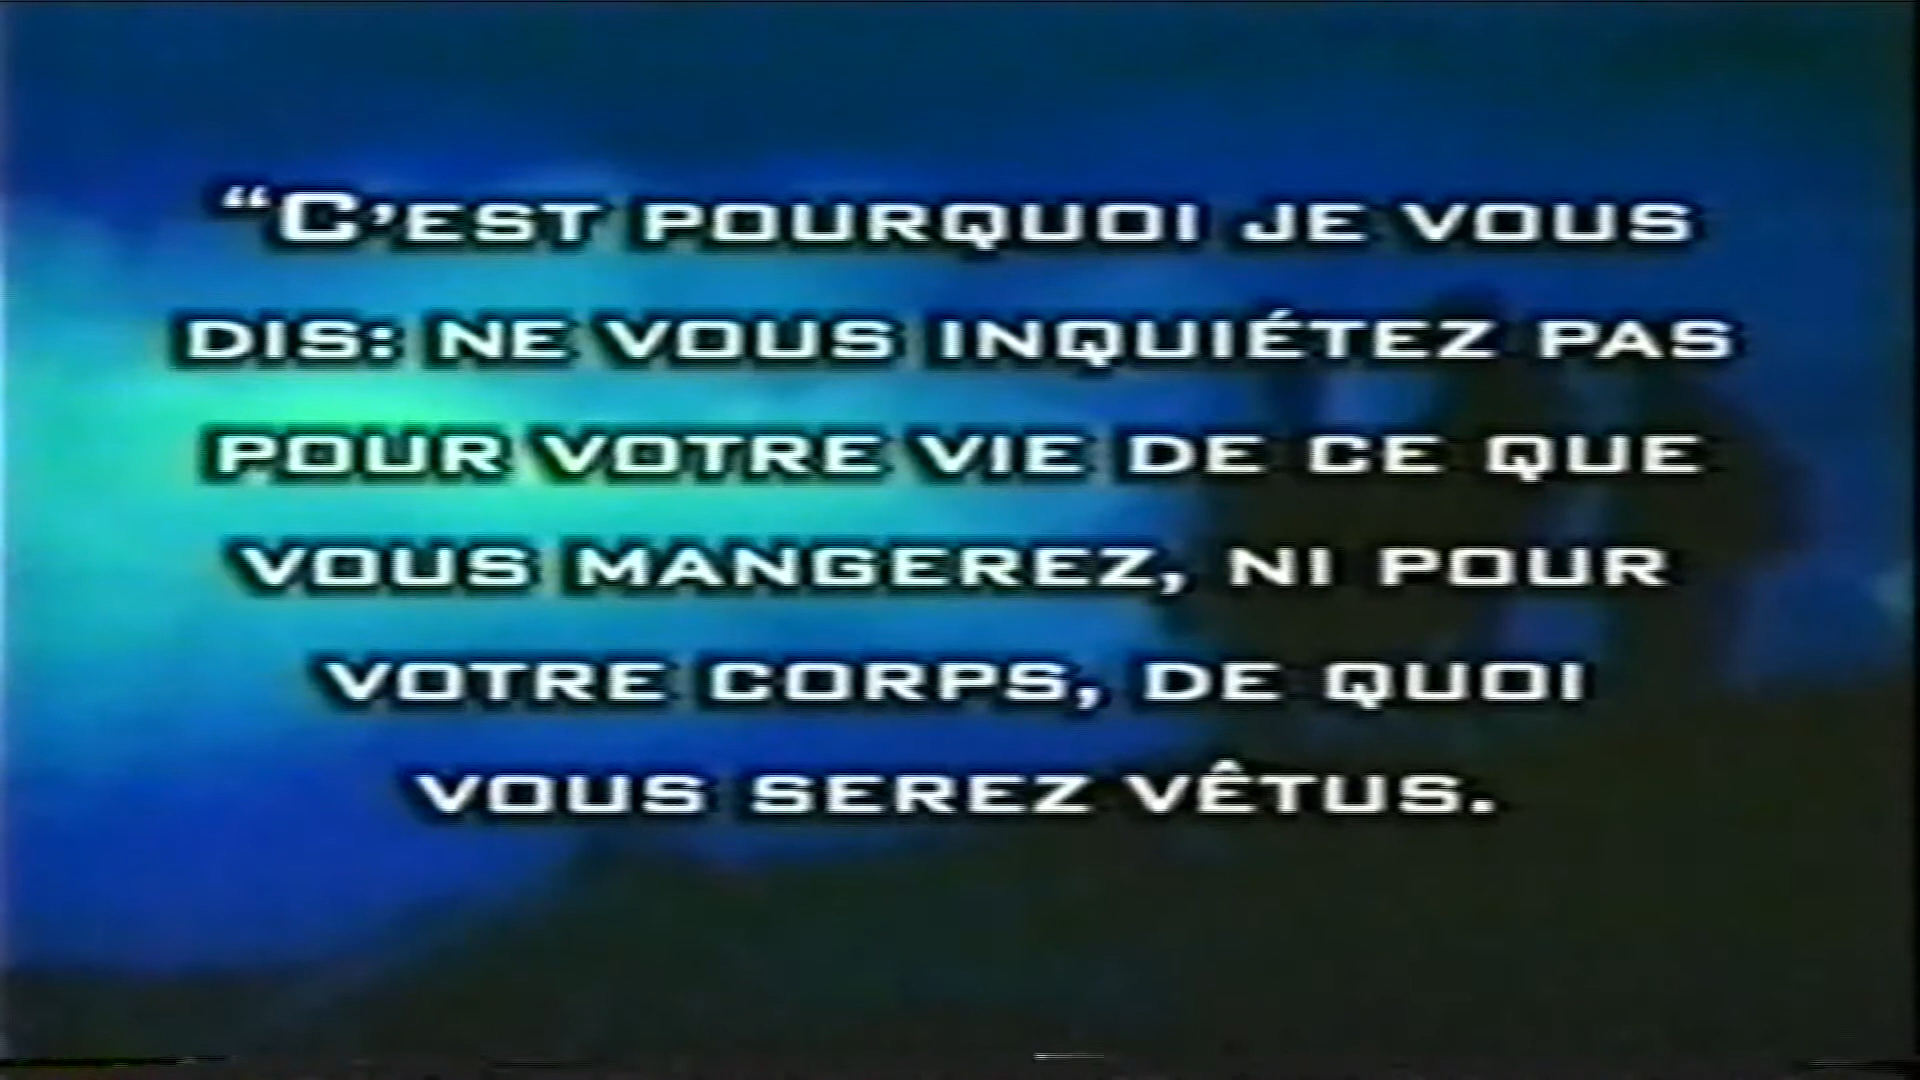 “C’EST POURQUOI JE VOUS
DIS: NE VOUS INQUIÉTEZ PAS
POUR VOTRE VIE DE CE QUE
VOUS MANGEREZ, NI POUR
VOTRE CORPS, DE QUOI
VOUS SEREZ VÊTUS.